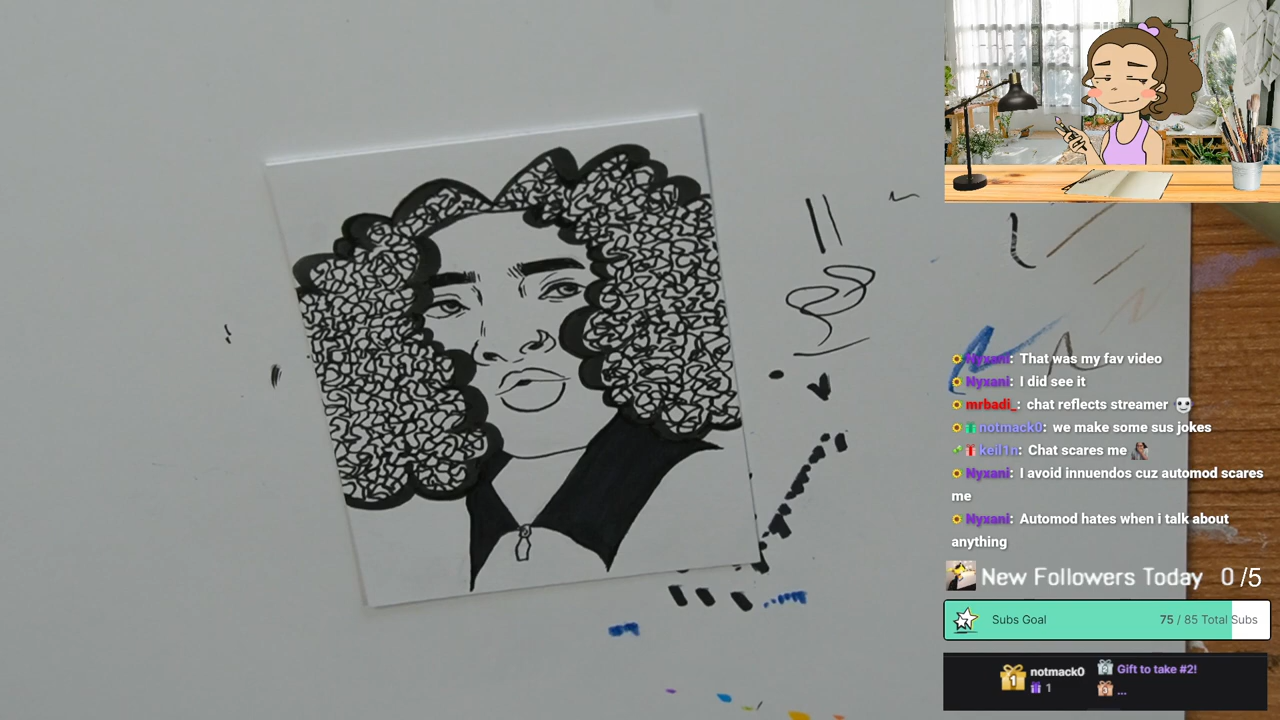 Nyxani: That was my fav video
Nyxani: I did see it
mrbadi_: chat reflects streamer
notmack0: we make some sus jokes
keil1n: Chat scares me
Nyxani: I avoid innuendos cuz automod scares
me
Nyxani: Automod hates when i talk about
anything
New Followers Today 0 /5
Subs Goal 75 / 85 Total Subs
1 notmack0 Gift to take #2!
1 ...